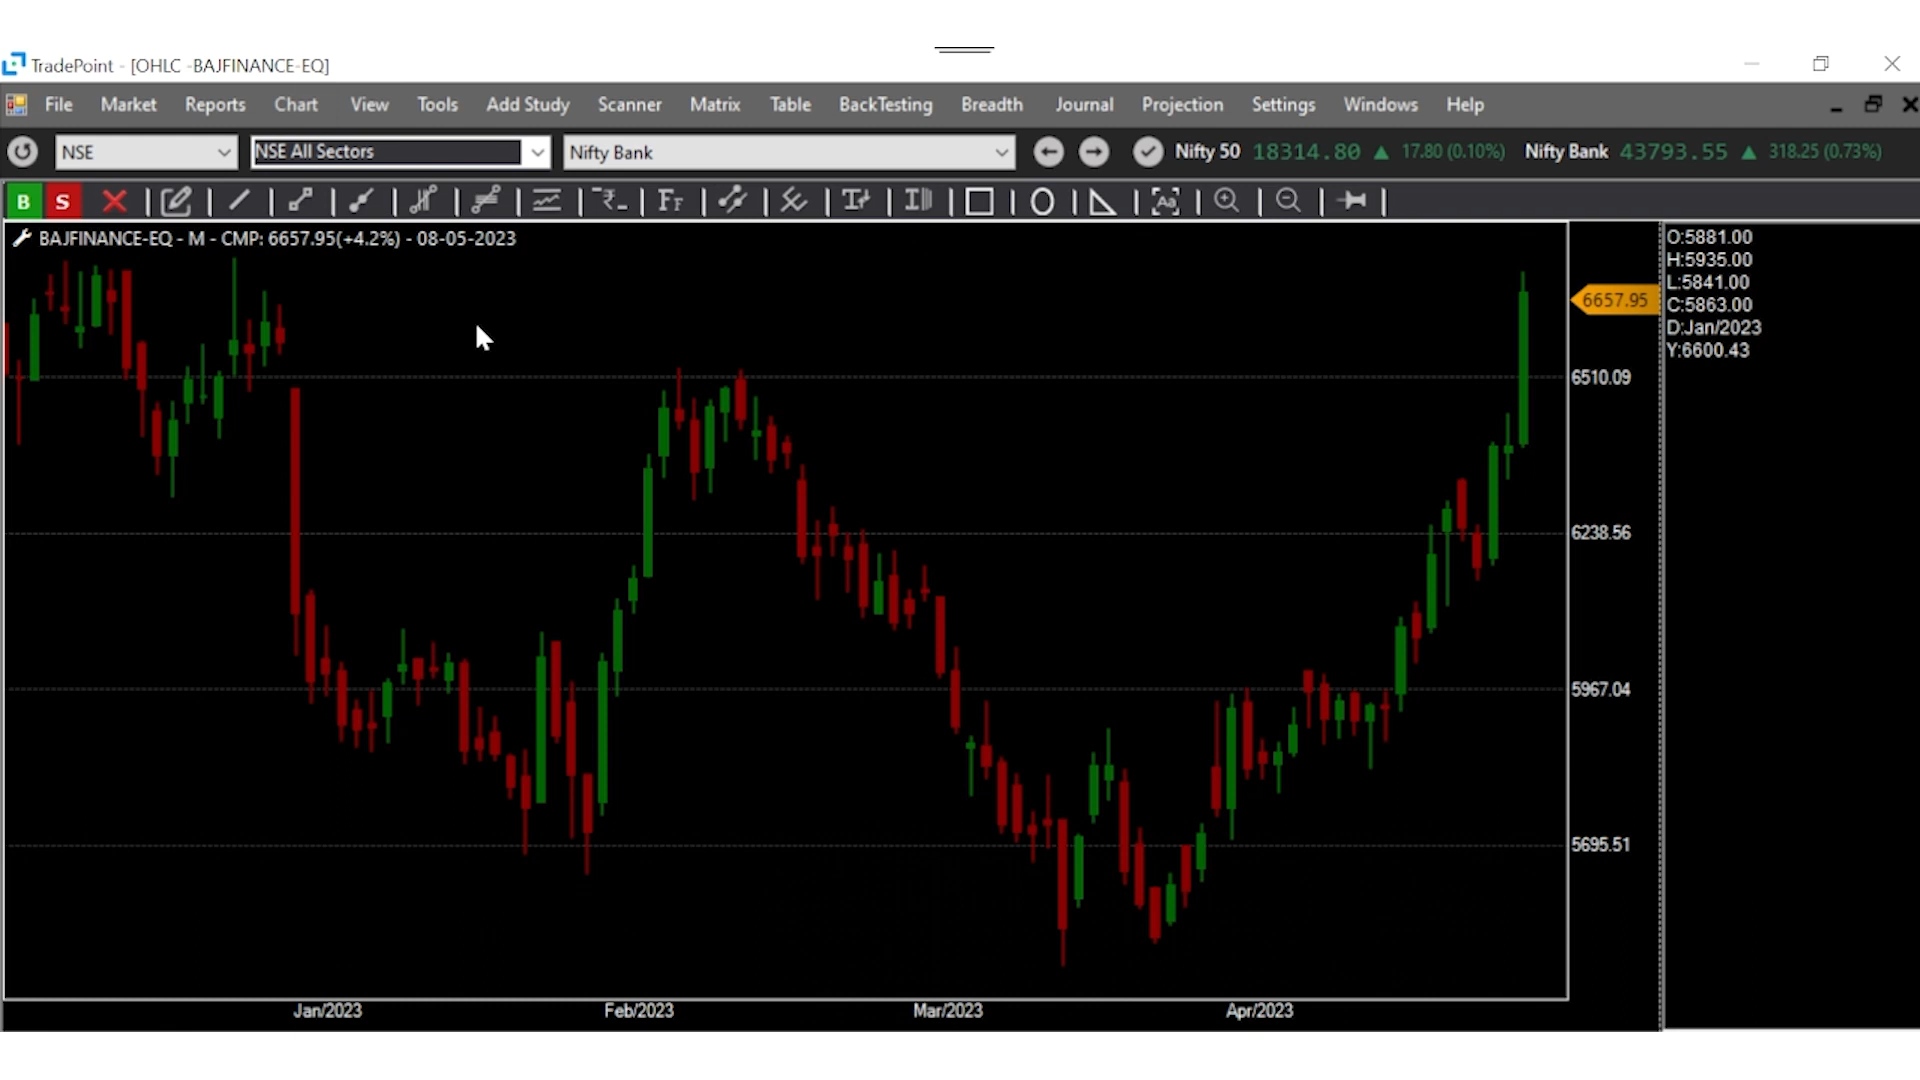 TradePoint - [OHLC -BAJFINANCE-EQ]
File Market Reports Chart View Tools Add Study Scanner Matrix Table BackTesting Breadth Journal Projection Settings Windows Help
NSE NSE All Sectors Nifty Bank Nifty 50 18314.80 ▲ 17.80 (0.10%) Nifty Bank 43793.55 ▲ 318.25 (0.73%)
B S
BAJFINANCE-EQ - M - CMP: 6657.95(+4.2%) - 08-05-2023
O:5881.00
H:5935.00
L:5841.00
C:5863.00
D:Jan/2023
Y:6600.43
6657.95
6510.09
6238.56
5967.04
5695.51
Jan/2023 Feb/2023 Mar/2023 Apr/2023